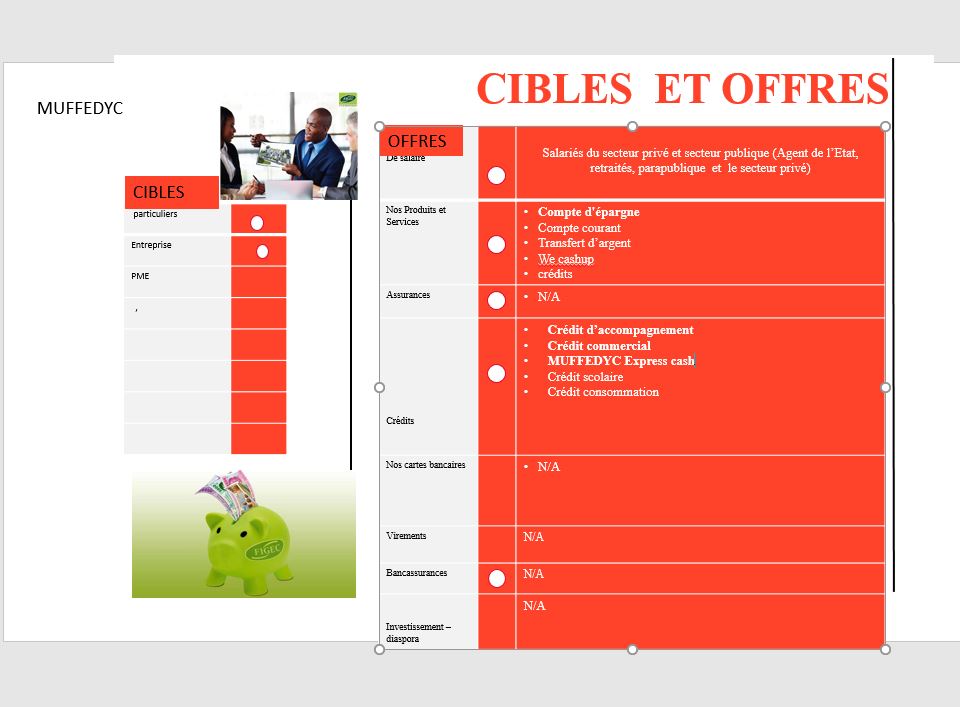 CIBLES ET OFFRES
MUFFEDYC
FIGEC
CIBLES
particuliers
Entreprise
PME
,
FIGEC
OFFRES
De salaire
Salariés du secteur privé et secteur publique (Agent de l’Etat,
retraités, parapublique et le secteur privé)
Nos Produits et
Services
• Compte d’épargne
• Compte courant
• Transfert d’argent
• We cashup
• crédits
Assurances
• N/A
• Crédit d’accompagnement
• Crédit commercial
• MUFFEDYC Express cash
• Crédit scolaire
• Crédit consommation
Crédits
Nos cartes bancaires
• N/A
Virements
N/A
Bancassurances
N/A
N/A
Investissement –
diaspora